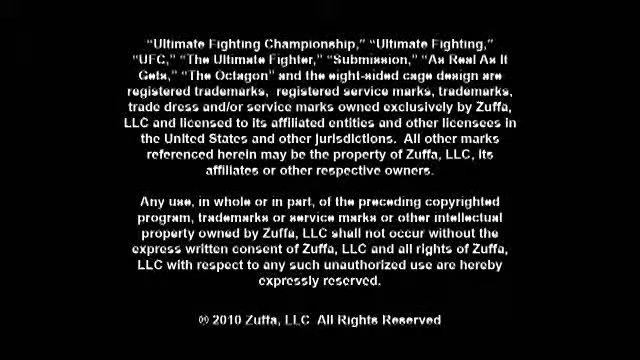 “Ultimate Fighting Championship,” “Ultimate Fighting,”
“UFC,” “The Ultimate Fighter,” “Submission,” “As Real As It
Gets,” “The Octagon” and the eight-sided cage design are
registered trademarks, registered service marks, trademarks,
trade dress and/or service marks owned exclusively by Zuffa,
LLC and licensed to its affiliated entities and other licensees in
the United States and other jurisdictions. All other marks
referenced herein may be the property of Zuffa, LLC, its
affiliates or other respective owners.
Any use, in whole or in part, of the preceding copyrighted
program, trademarks or service marks or other intellectual
property owned by Zuffa, LLC shall not occur without the
express written consent of Zuffa, LLC and all rights of Zuffa,
LLC with respect to any such unauthorized use are hereby
expressly reserved.
© 2010 Zuffa, LLC All Rights Reserved